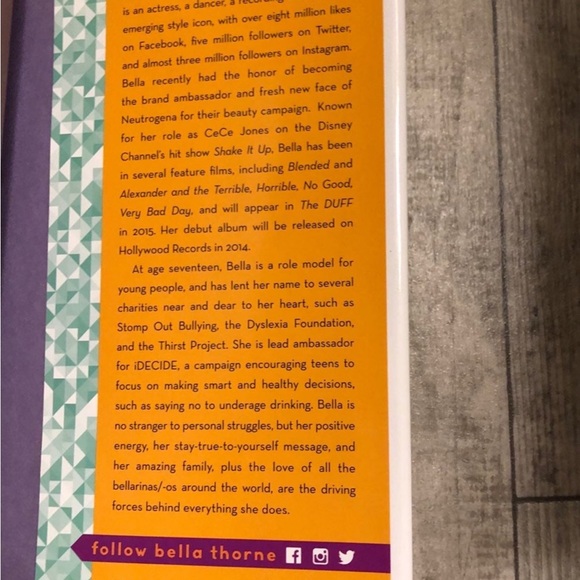 is an actress, a dancer, a recording
emerging style icon, with over eight million likes
on Facebook, five million followers on Twitter,
and almost three million followers on Instagram.
Bella recently had the honor of becoming
the brand ambassador and fresh new face of
Neutrogena for their beauty campaign. Known
for her role as CeCe Jones on the Disney
Channel's hit show Shake It Up, Bella has been
in several feature films, including Blended and
Alexander and the Terrible, Horrible, No Good,
Very Bad Day, and will appear in The DUFF
in 2015. Her debut album will be released on
Hollywood Records in 2014.
At age seventeen, Bella is a role model for
young people, and has lent her name to several
charities near and dear to her heart, such as
Stomp Out Bullying, the Dyslexia Foundation,
and the Thirst Project. She is lead ambassador
for iDECIDE, a campaign encouraging teens to
focus on making smart and healthy decisions,
such as saying no to underage drinking. Bella is
no stranger to personal struggles, but her positive
energy, her stay-true-to-yourself message, and
her amazing family, plus the love of all the
bellarinas/-os around the world, are the driving
forces behind everything she does.
follow bella thorne